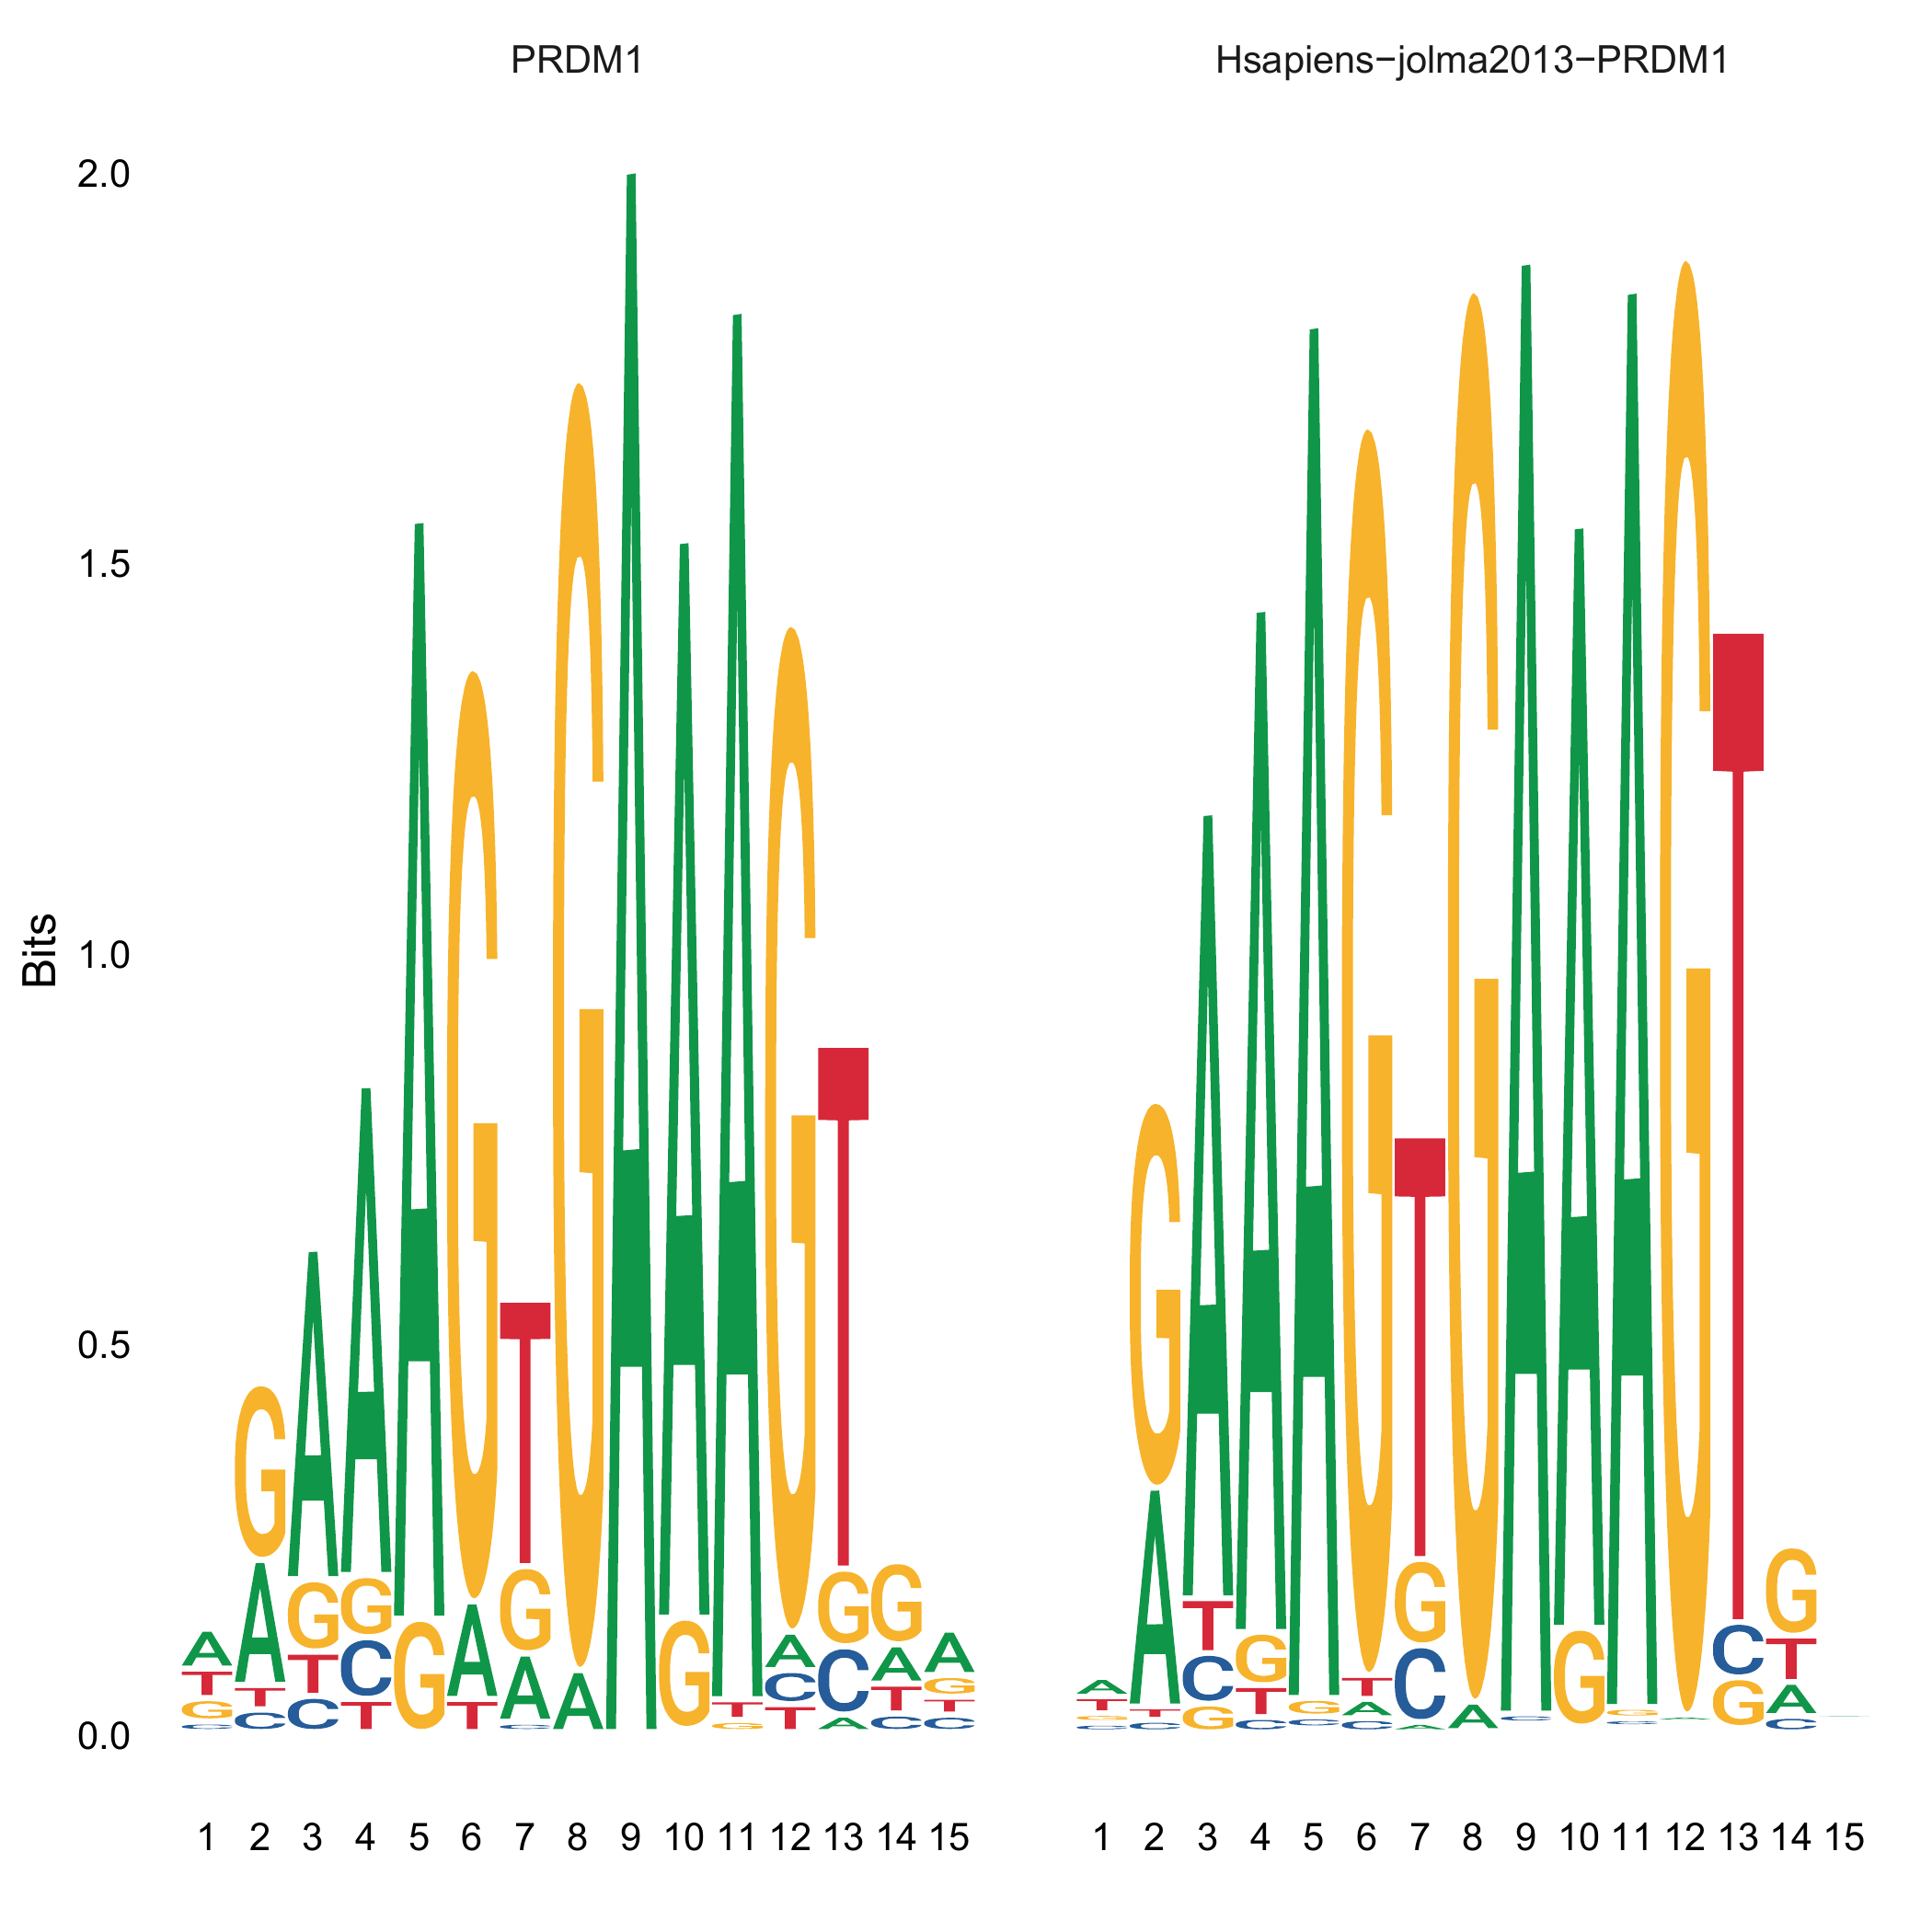 PRDM1 Hsapiens−jolma2013−PRDM1
2.0
1.5
1.0
0.5
0.0
Bits
A G A A A G T G A A A G T G A
T A G G G A G A G T A G A G
G T T C T A G C C T T
C C C T C T A C C
G A A A G T G A A A G T G
A A T G G T G A C G G A C T
T T C T C A C C C G A
G C G C C A C
1 2 3 4 5 6 7 8 9 10 11 12 13 14 15 1 2 3 4 5 6 7 8 9 10 11 12 13 14 15